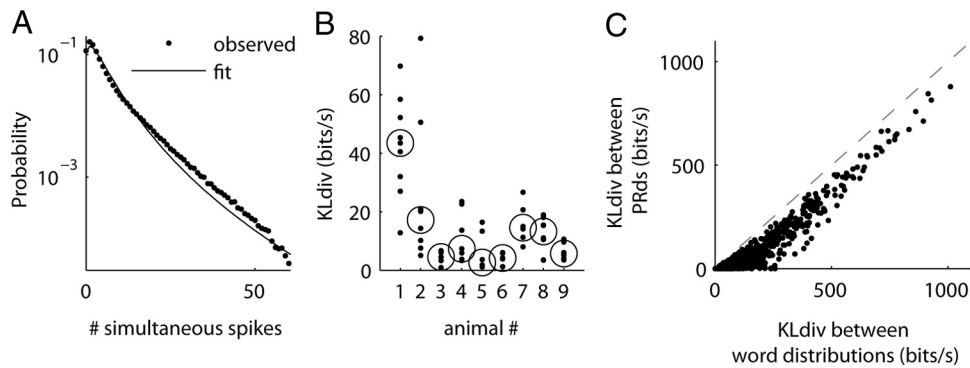 A
10⁻¹
10⁻³
Probability
0
50
# simultaneous spikes
observed
fit
B
80
60
40
20
0
KLdiv (bits/s)
1 2 3 4 5 6 7 8 9
animal #
C
1000
500
0
KLdiv between
PRds (bits/s)
0 500 1000
KLdiv between
word distributions (bits/s)